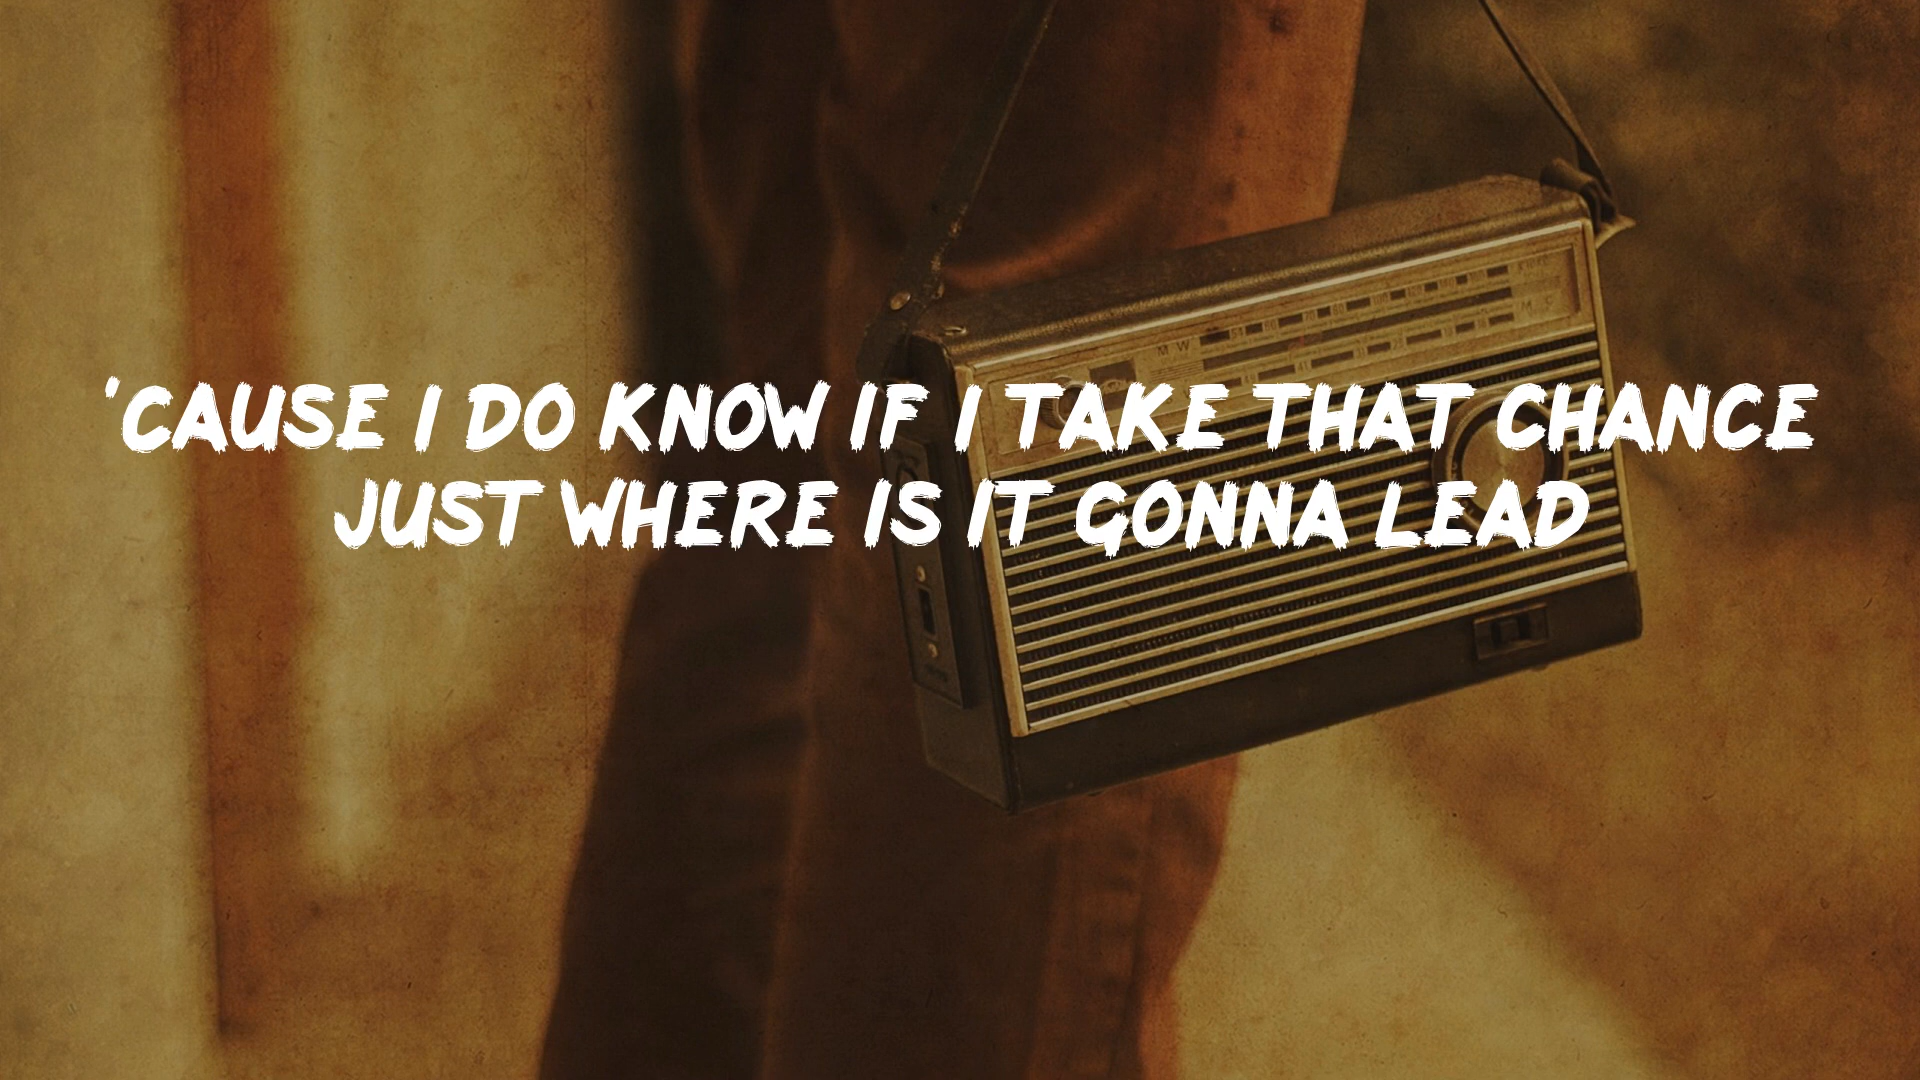 'CAUSE I DO KNOW IF I TAKE THAT CHANCE
JUST WHERE IS IT GONNA LEAD
M W